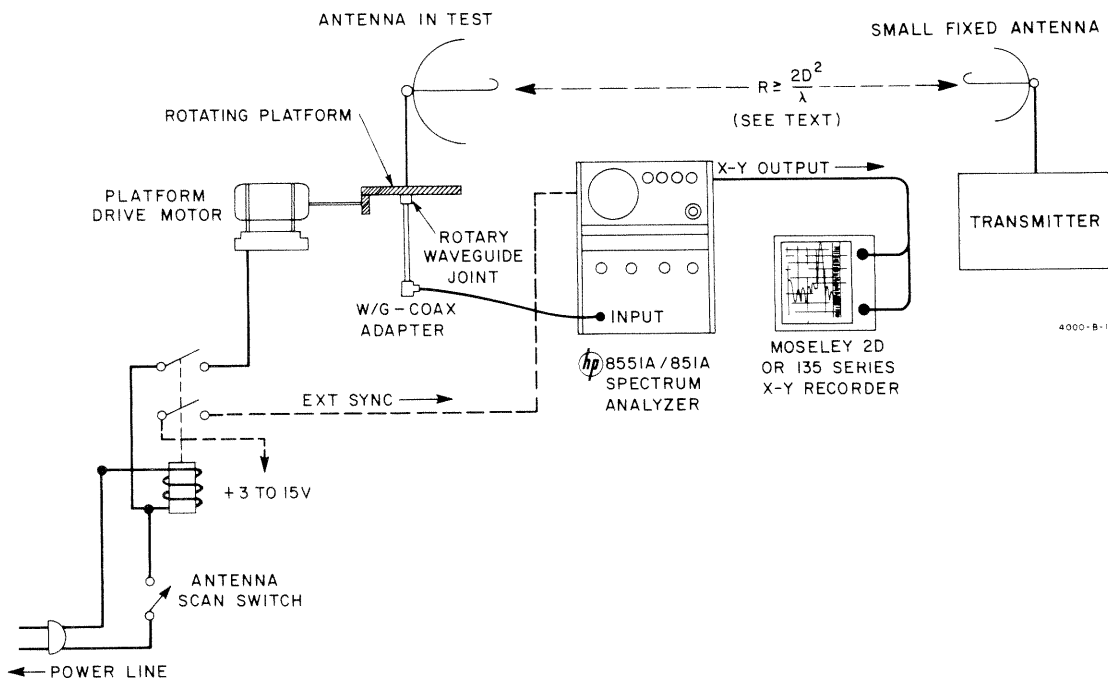 ANTENNA IN TEST
SMALL FIXED ANTENNA
R ≥ 2D²/λ
(SEE TEXT)
ROTATING PLATFORM
PLATFORM
DRIVE MOTOR
X-Y OUTPUT
TRANSMITTER
ROTARY
WAVEGUIDE
JOINT
W/G-COAX
ADAPTER
INPUT
4000-B-1
hp 8551A/851A
SPECTRUM
ANALYZER
MOSELEY 2D
OR 135 SERIES
X-Y RECORDER
EXT SYNC
+3 TO 15V
ANTENNA
SCAN SWITCH
POWER LINE